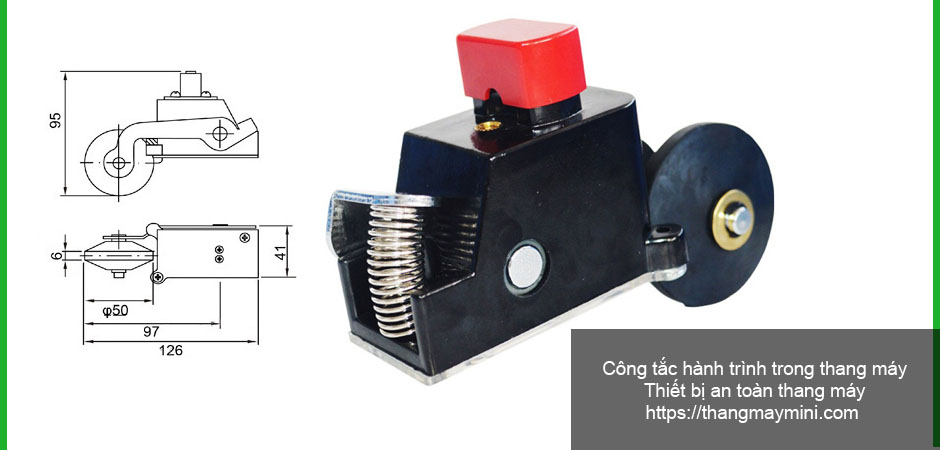 95
6
41
φ50
97
126
Công tắc hành trình trong thang máy
Thiết bị an toàn thang máy
https://thangmaymini.com